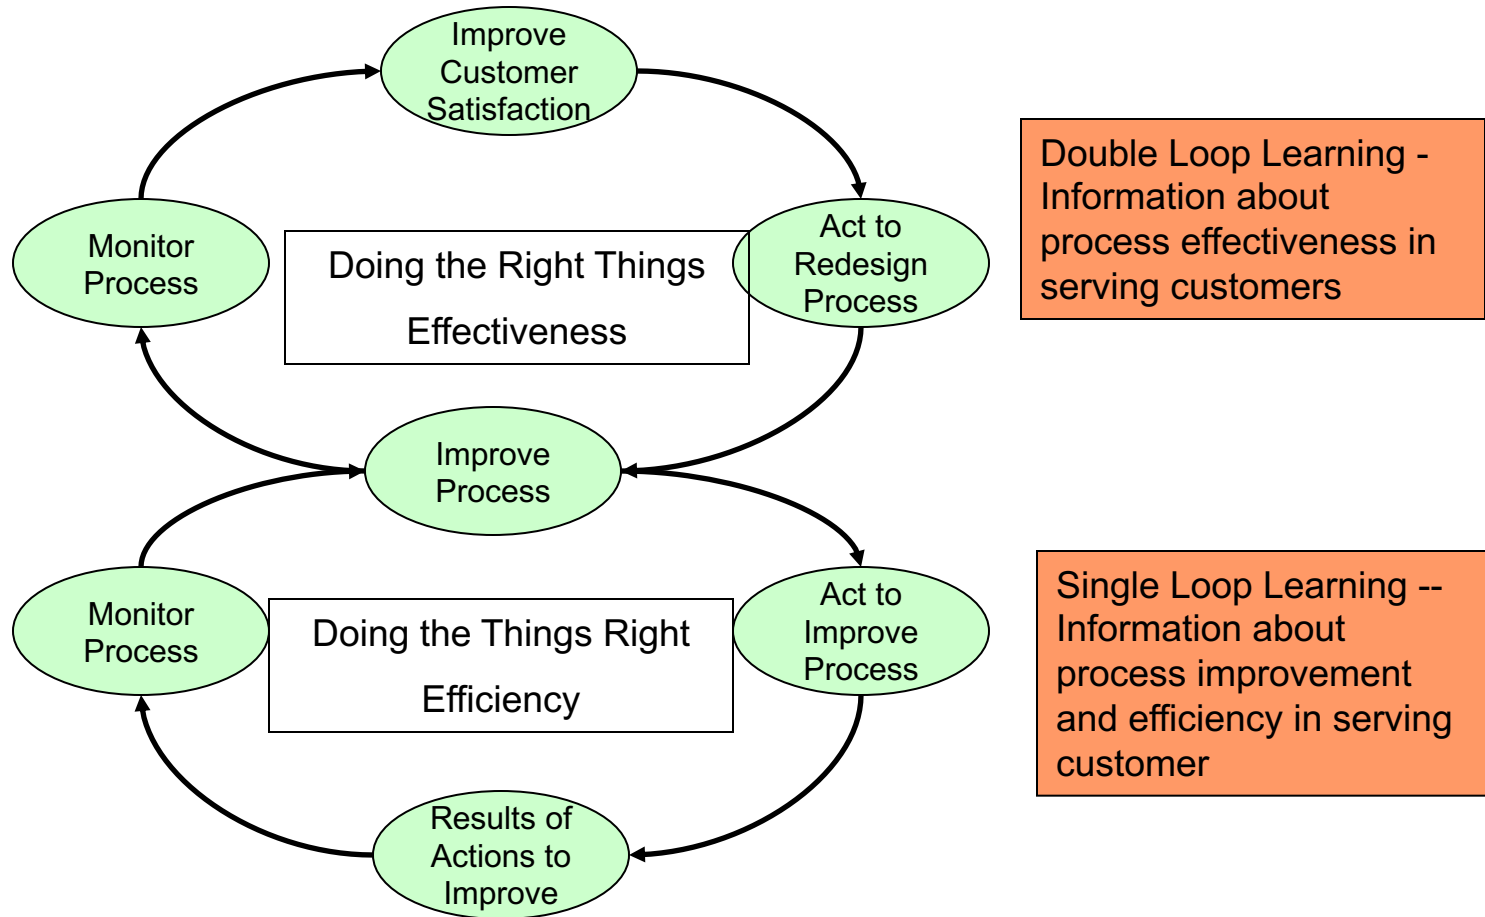 Improve
Customer
Satisfaction
Monitor
Process
Doing the Right Things
Effectiveness
Act to
Redesign
Process
Double Loop Learning -
Information about
process effectiveness in
serving customers
Improve
Process
Monitor
Process
Doing the Things Right
Efficiency
Act to
Improve
Process
Single Loop Learning --
Information about
process improvement
and efficiency in serving
customer
Results of
Actions to
Improve